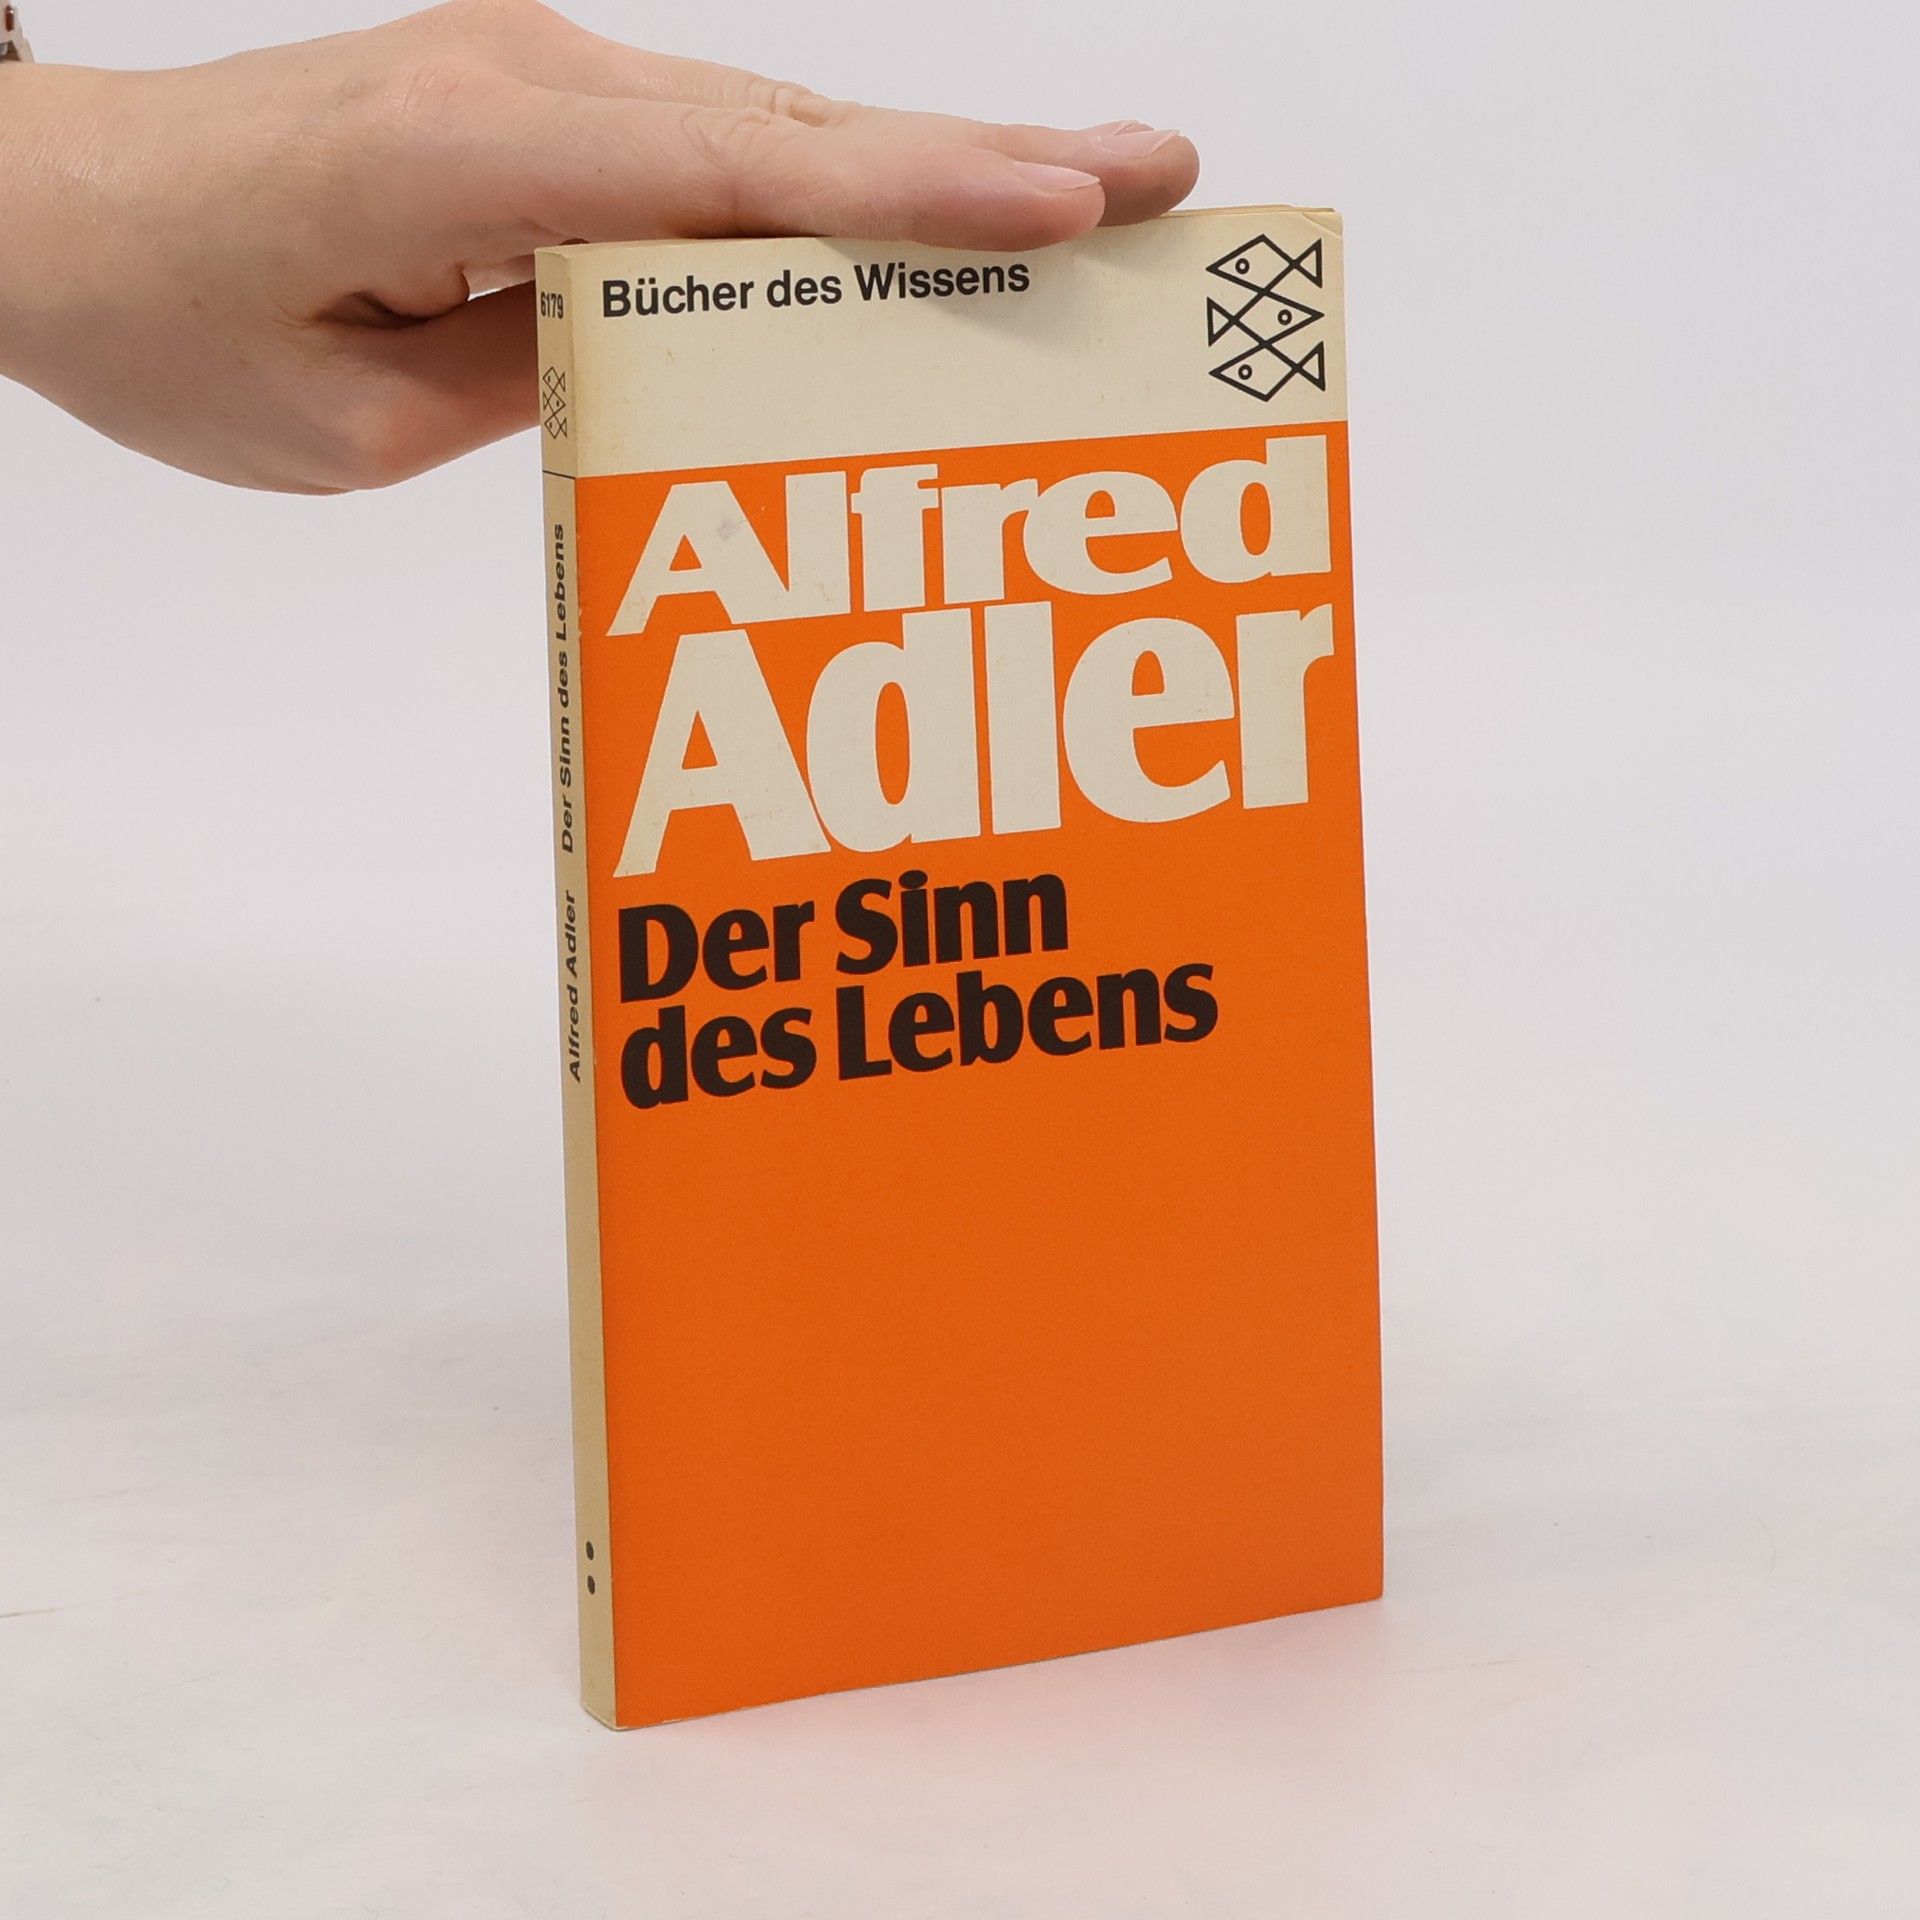 Bücher des Wissens
Alfred
Adler
Der Sinn
des Lebens
6179
Alfred Adler Der Sinn des Lebens